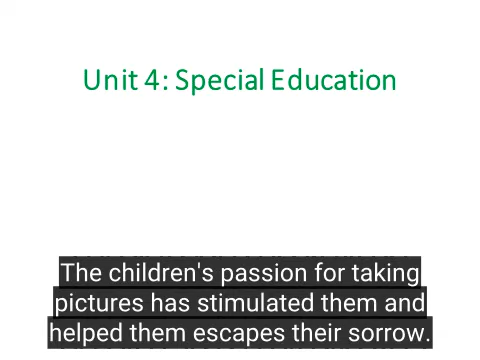 Unit 4: Special Education
The children's passion for taking
pictures has stimulated them and
helped them escapes their sorrow.